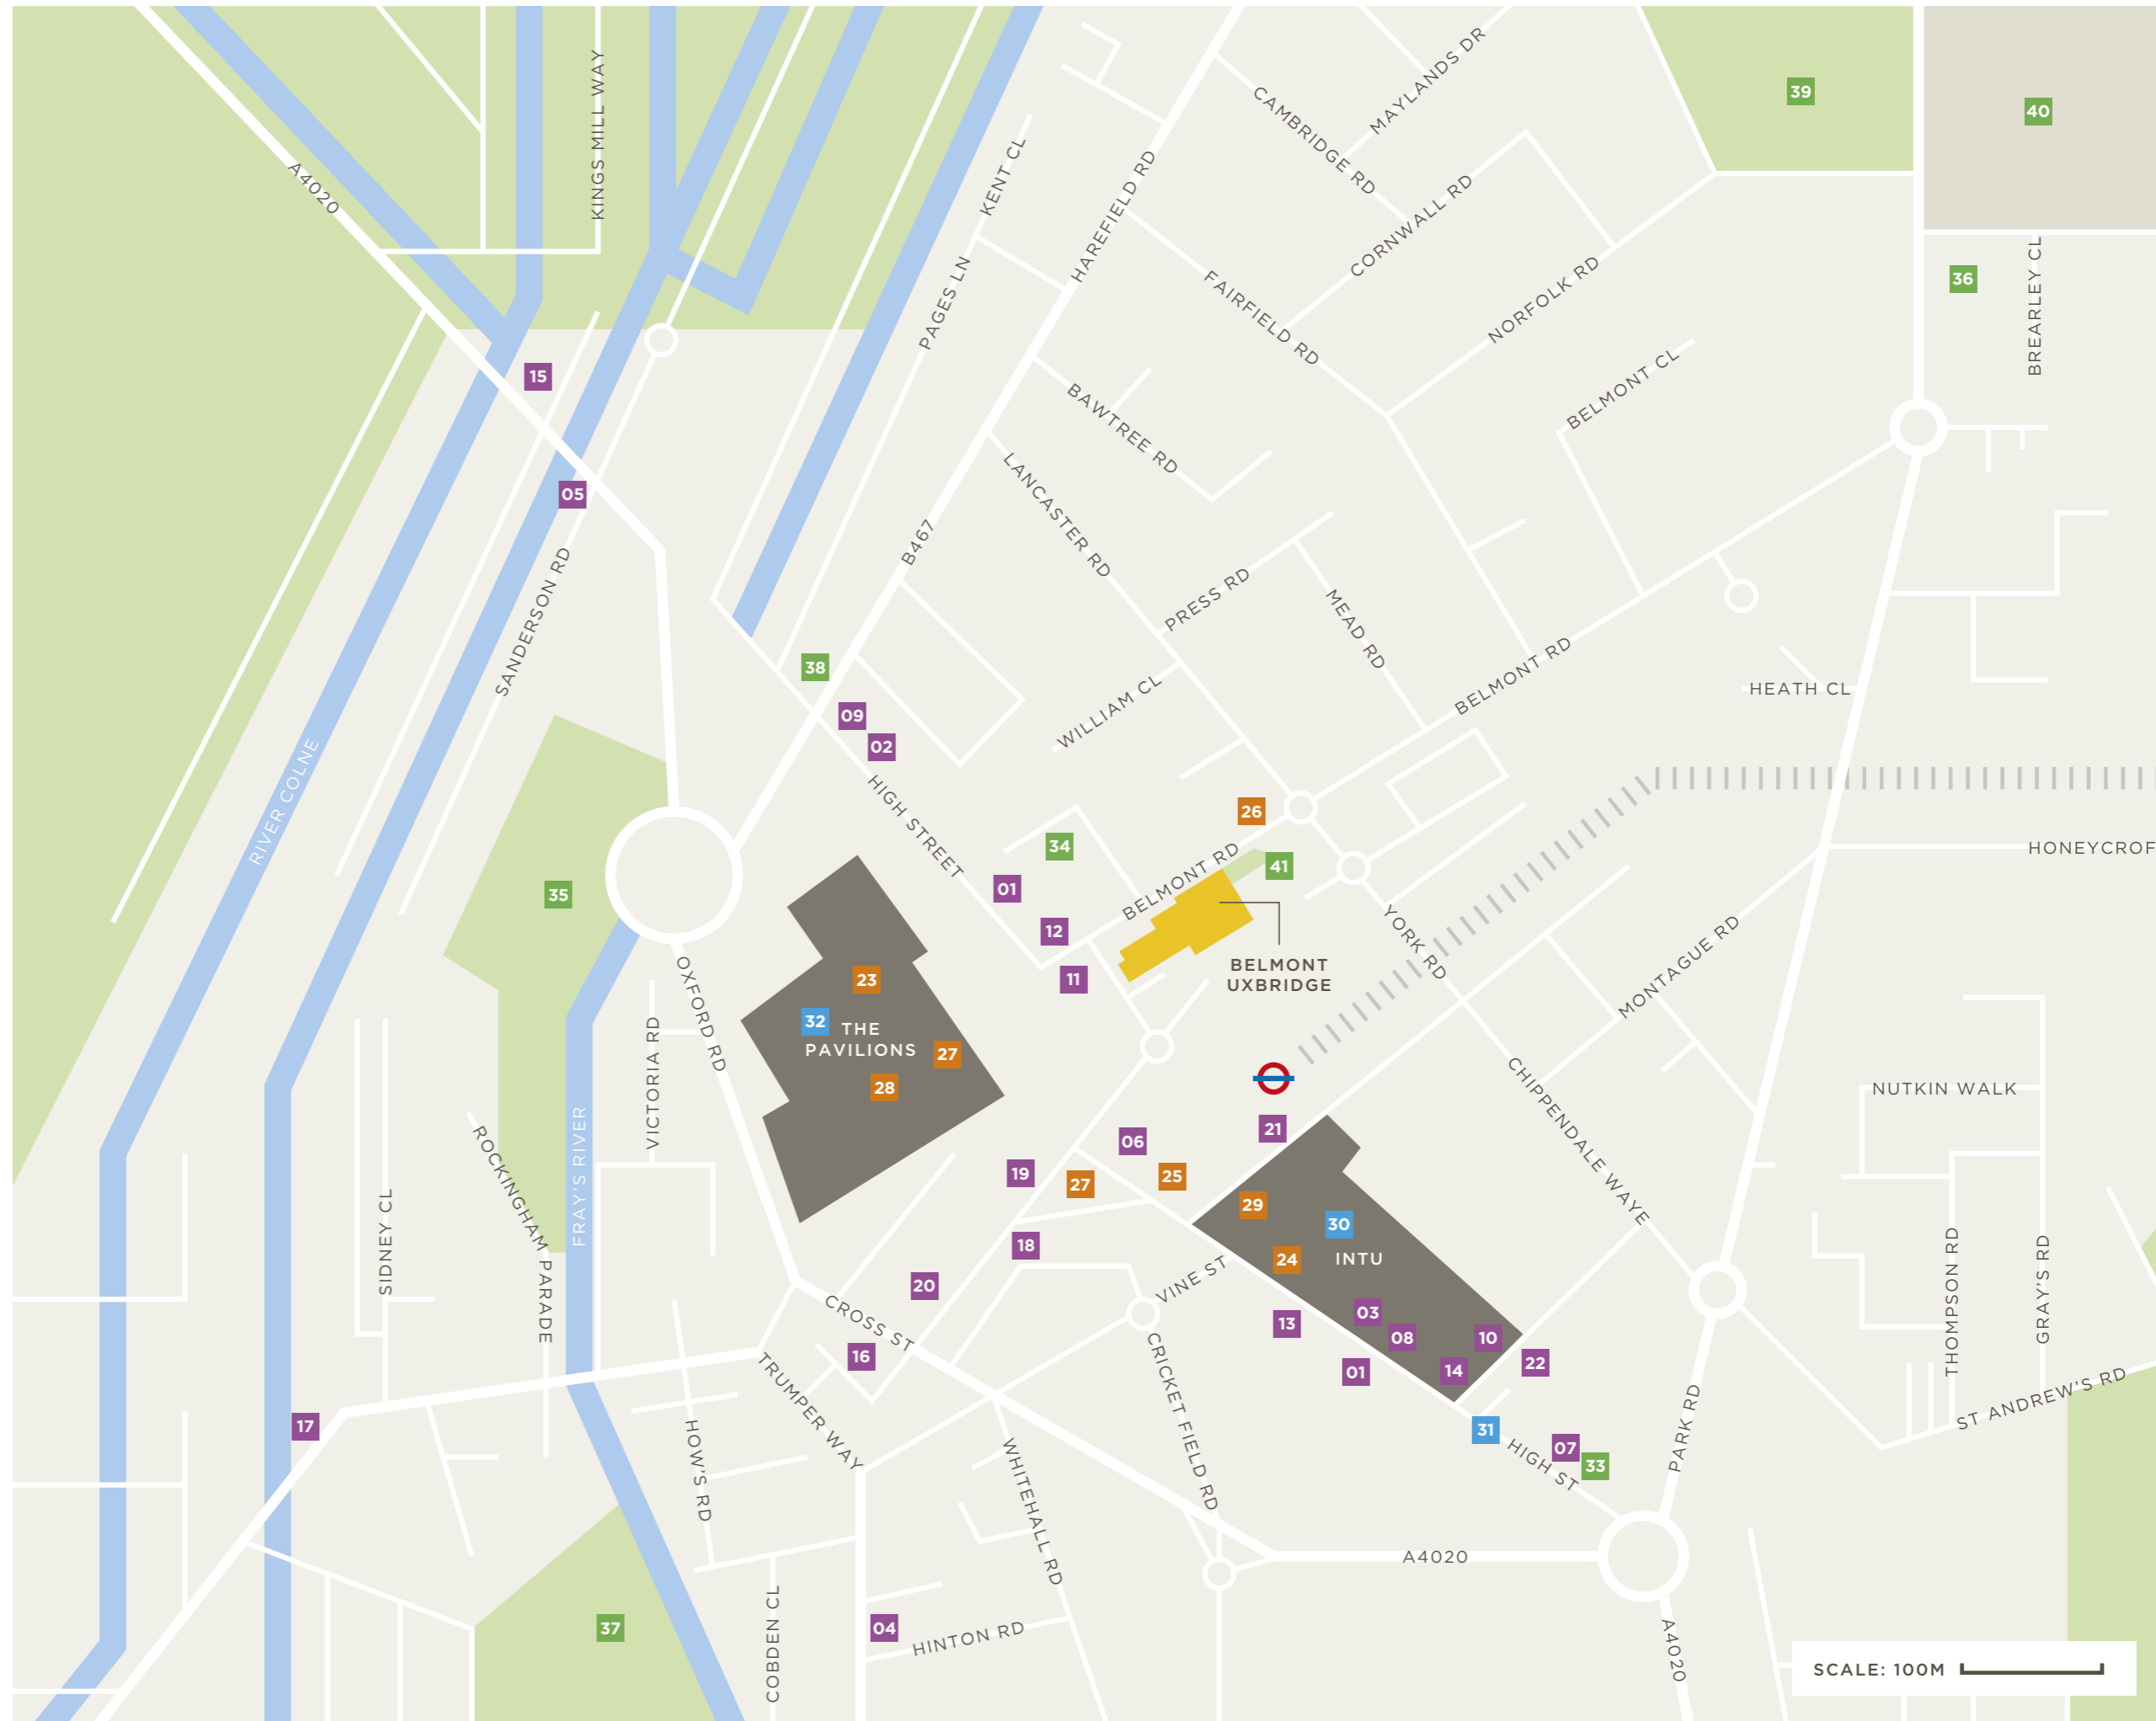 KINGS MILL WAY
A4020
MAYLANDS DR
CAMBRIDGE RD
39
40
KENT CL
HAREFIELD RD
CORNWALL RD
PAGES LN
FAIRFIELD RD
NORFOLK RD
36
BREARLEY CL
15
BAWTREE RD
BELMONT CL
05
LANCASTER RD
B467
SANDERSON RD
PRESS RD
MEAD RD
38
WILLIAM CL
BELMONT RD
HEATH CL
09
02
RIVER COLNE
HIGH STREET
26
34
41
HONEYCROF
35
01
BELMONT RD
12
YORK RD
11
BELMONT
UXBRIDGE
MONTAGUE RD
OXFORD RD
23
32
THE
PAVILIONS
27
28
VICTORIA RD
CHIPPENDALE WAYE
NUTKIN WALK
FRAY'S RIVER
ROCKINGHAM PARADE
SIDNEY CL
21
06
19
27
25
29
30
INTU
24
18
VINE ST
20
CROSS ST
13
03
08
10
14
22
01
16
THOMPSON RD
GRAY'S RD
TRUMPER WAY
CRICKET FIELD RD
17
HOW'S RD
WHITEHALL RD
31
07
33
HIGH ST
PARK RD
ST ANDREW'S RD
A4020
37
COBDEN CL
04
HINTON RD
A4020
SCALE: 100M